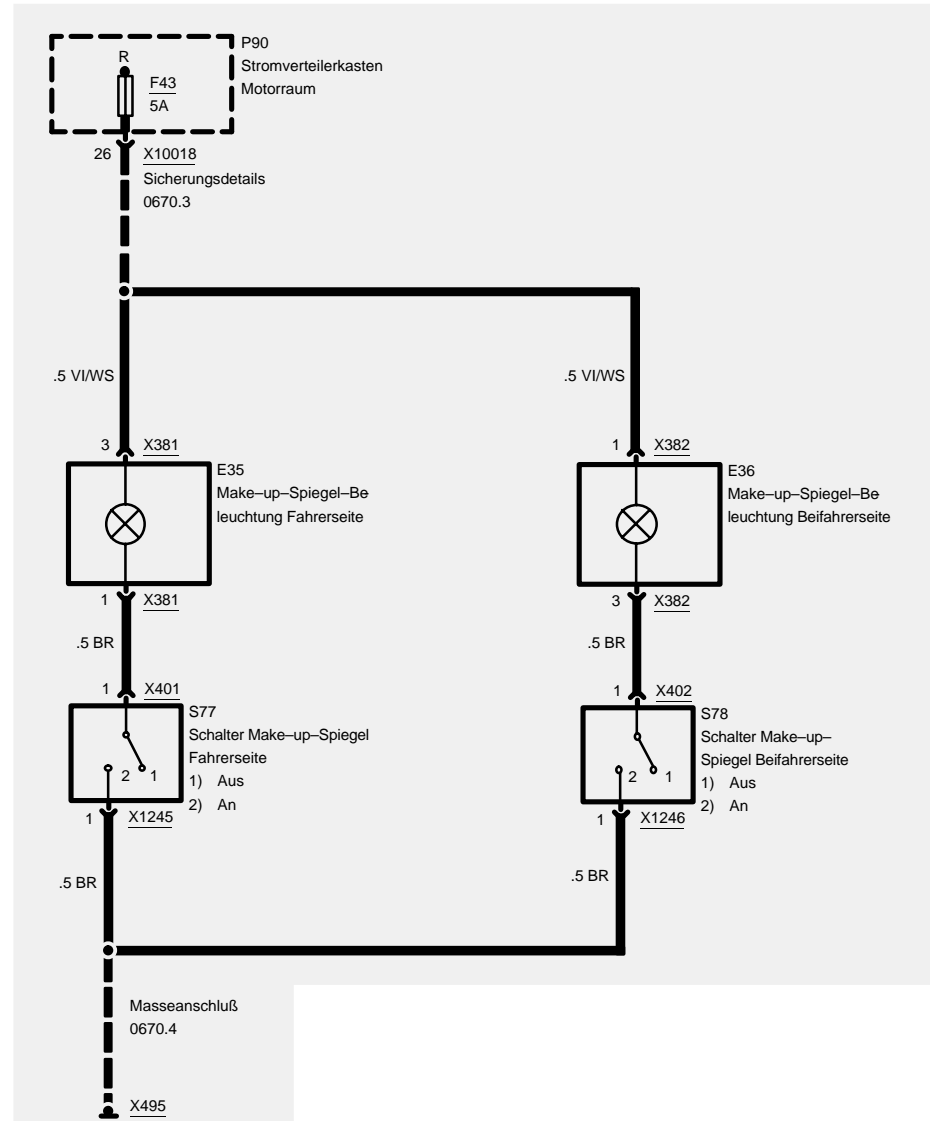 P90
Stromverteilerkasten
Motorraum
R
F43
5A
26
X10018
Sicherungsdetails
0670.3
.5 VI/WS
.5 VI/WS
3
X381
1
X382
E35
Make–up–Spiegel–Be
leuchtung Fahrerseite
E36
Make–up–Spiegel–Be
leuchtung Beifahrerseite
1
X381
3
X382
.5 BR
.5 BR
1
X401
1
X402
S77
Schalter Make–up–Spiegel
Fahrerseite
1) Aus
2) An
2
1
S78
Schalter Make–up–
Spiegel Beifahrerseite
1) Aus
2) An
2
1
1
X1245
1
X1246
.5 BR
.5 BR
Masseanschluß
0670.4
X495